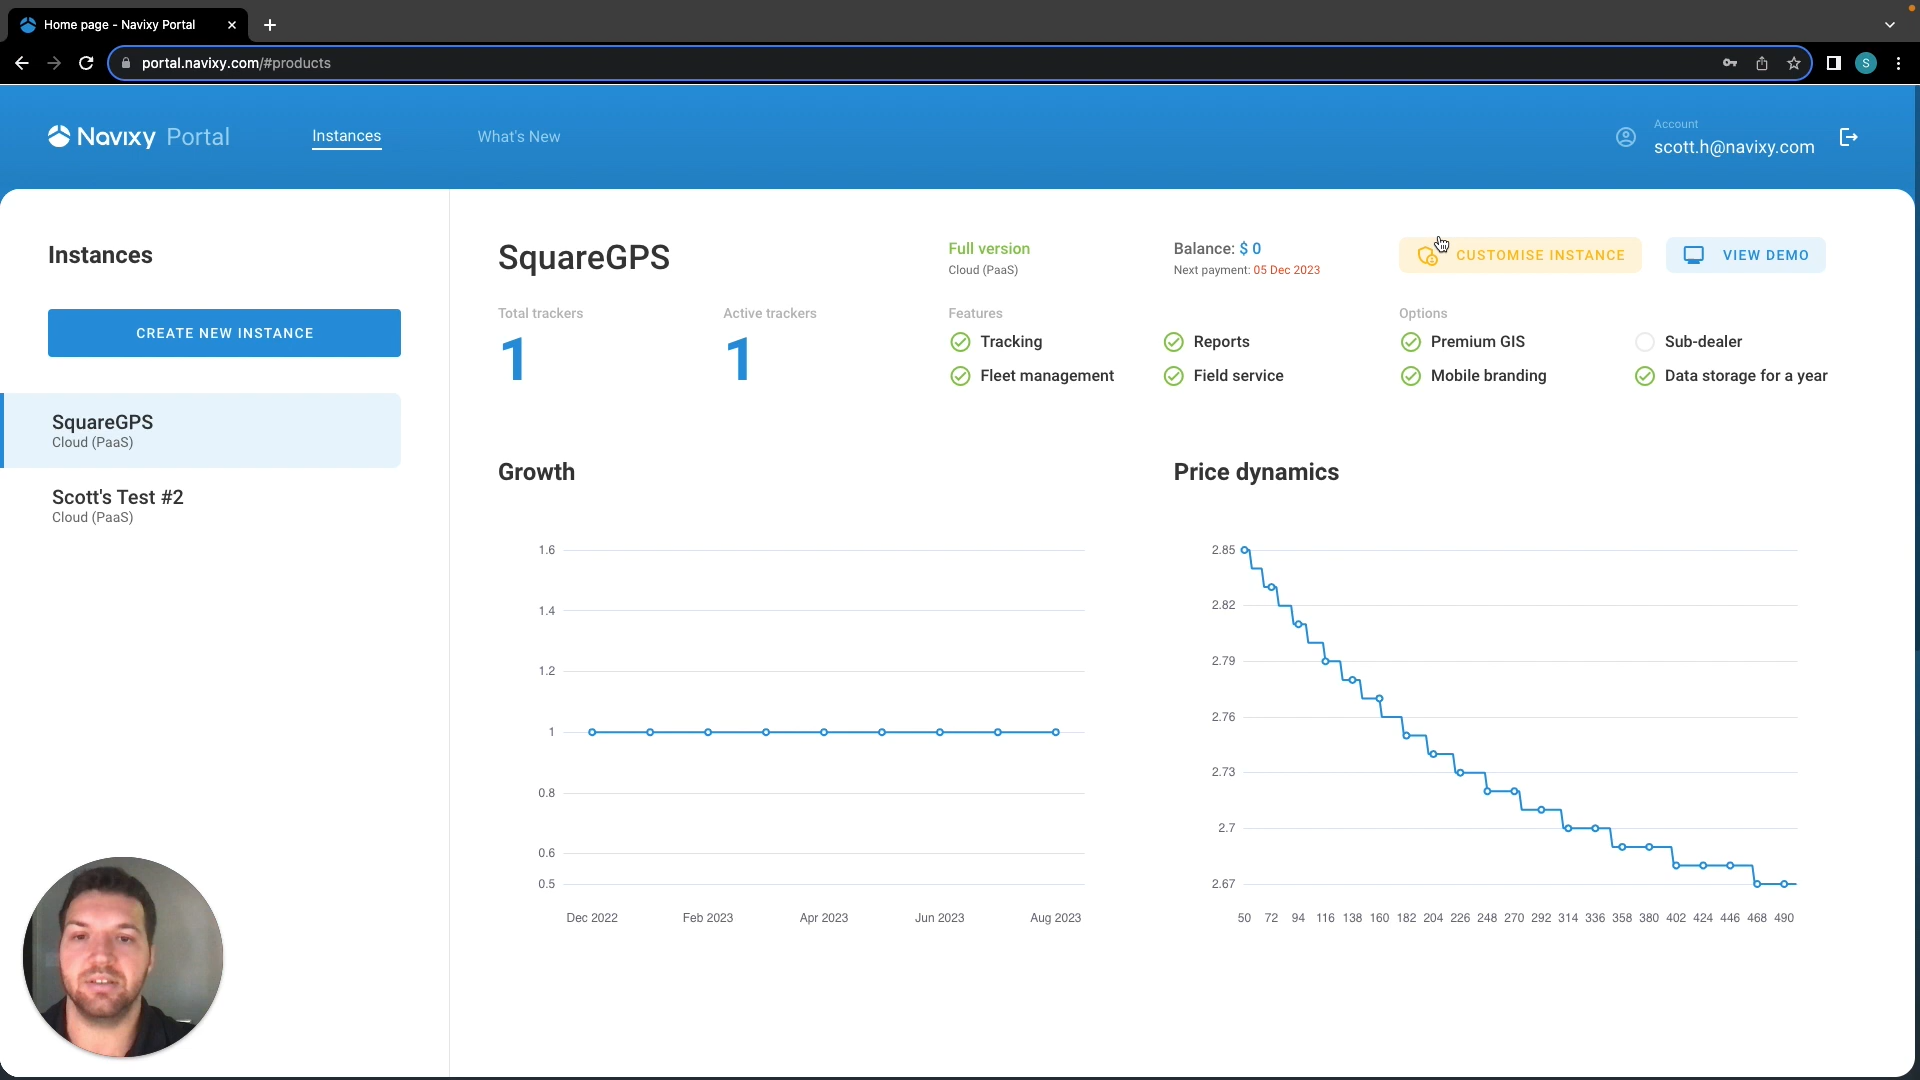 Home page - Navixy Portal
portal.navixy.com/#products
S
Navixy Portal
Instances
What's New
Account
scott.h@navixy.com
Instances
CREATE NEW INSTANCE
SquareGPS
Cloud (PaaS)
Scott's Test #2
Cloud (PaaS)
SquareGPS
Full version
Cloud (PaaS)
Balance: $ 0
Next payment: 05 Dec 2023
CUSTOMISE INSTANCE
VIEW DEMO
Total trackers
1
Active trackers
1
Features
Tracking
Reports
Fleet management
Field service
Options
Premium GIS
Sub-dealer
Mobile branding
Data storage for a year
Growth
1.6
1.4
1.2
1
0.8
0.6
0.5
Dec 2022 Feb 2023 Apr 2023 Jun 2023 Aug 2023
Price dynamics
2.85
2.82
2.79
2.76
2.73
2.7
2.67
50 72 94 116 138 160 182 204 226 248 270 292 314 336 358 380 402 424 446 468 490